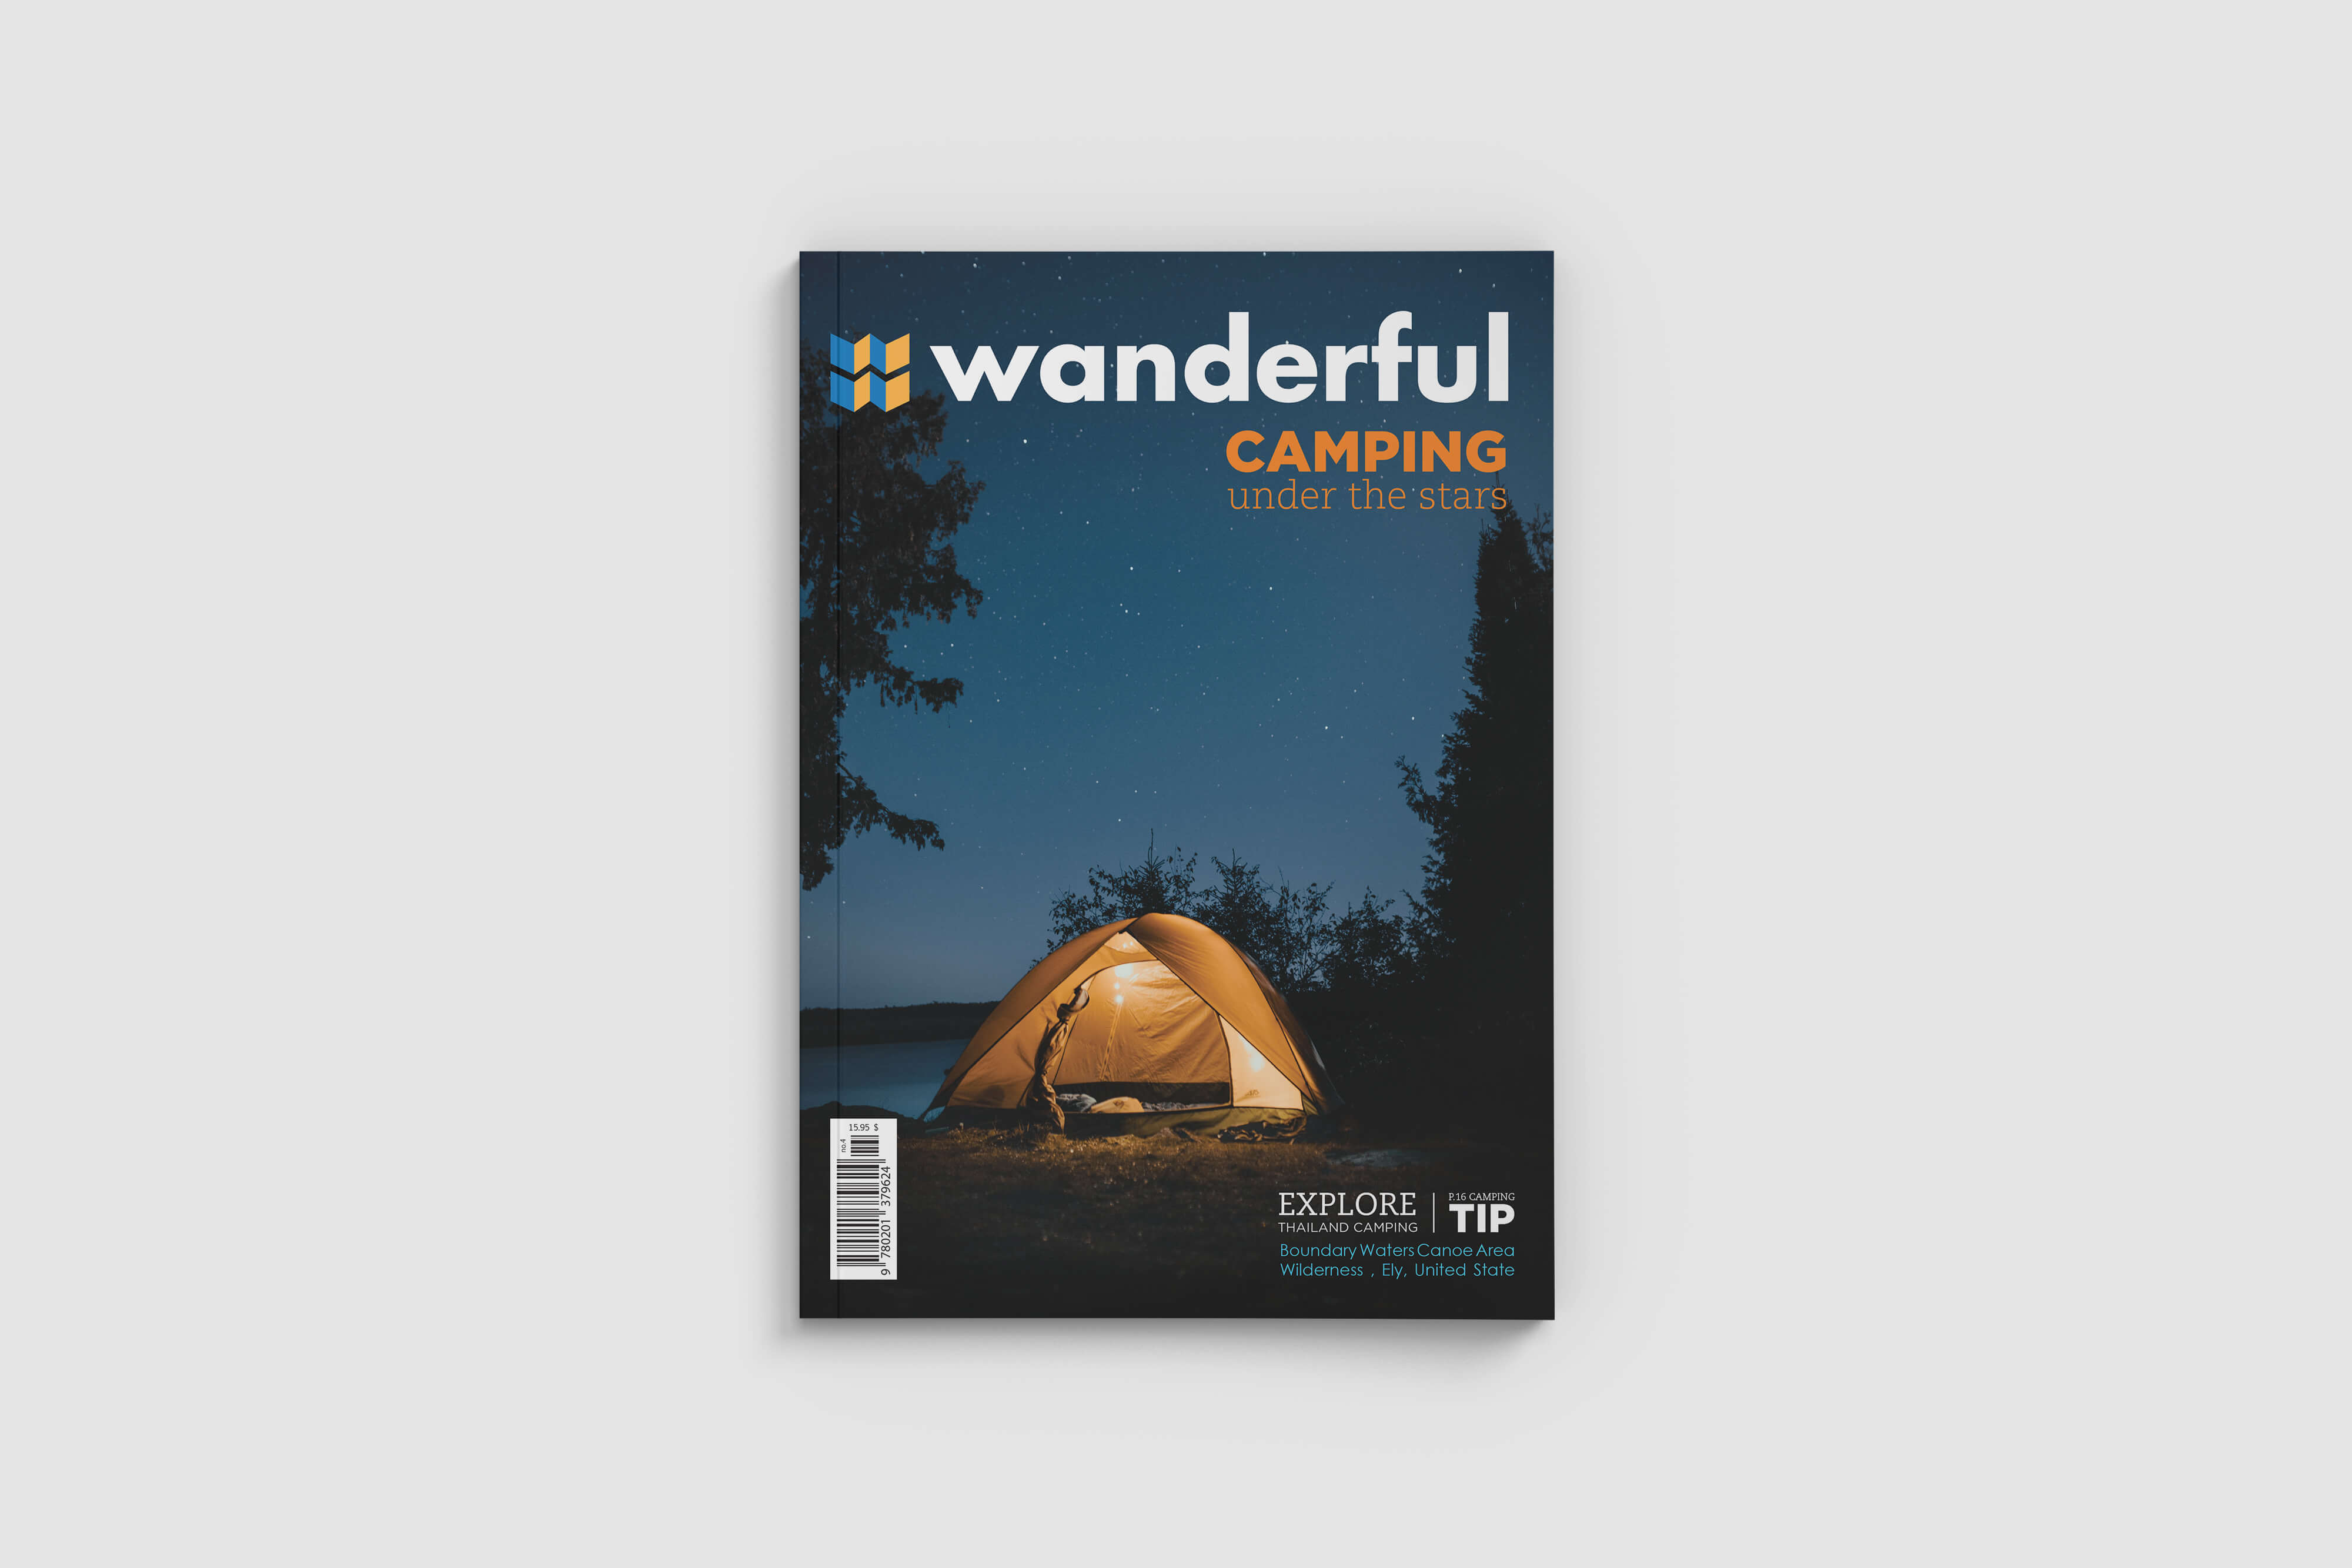 wanderful
CAMPING
under the stars
15.95 $
no.4
9 780201 379624
EXPLORE
THAILAND CAMPING
P.16 CAMPING
TIP
Boundary Waters Canoe Area
Wilderness , Ely, United State